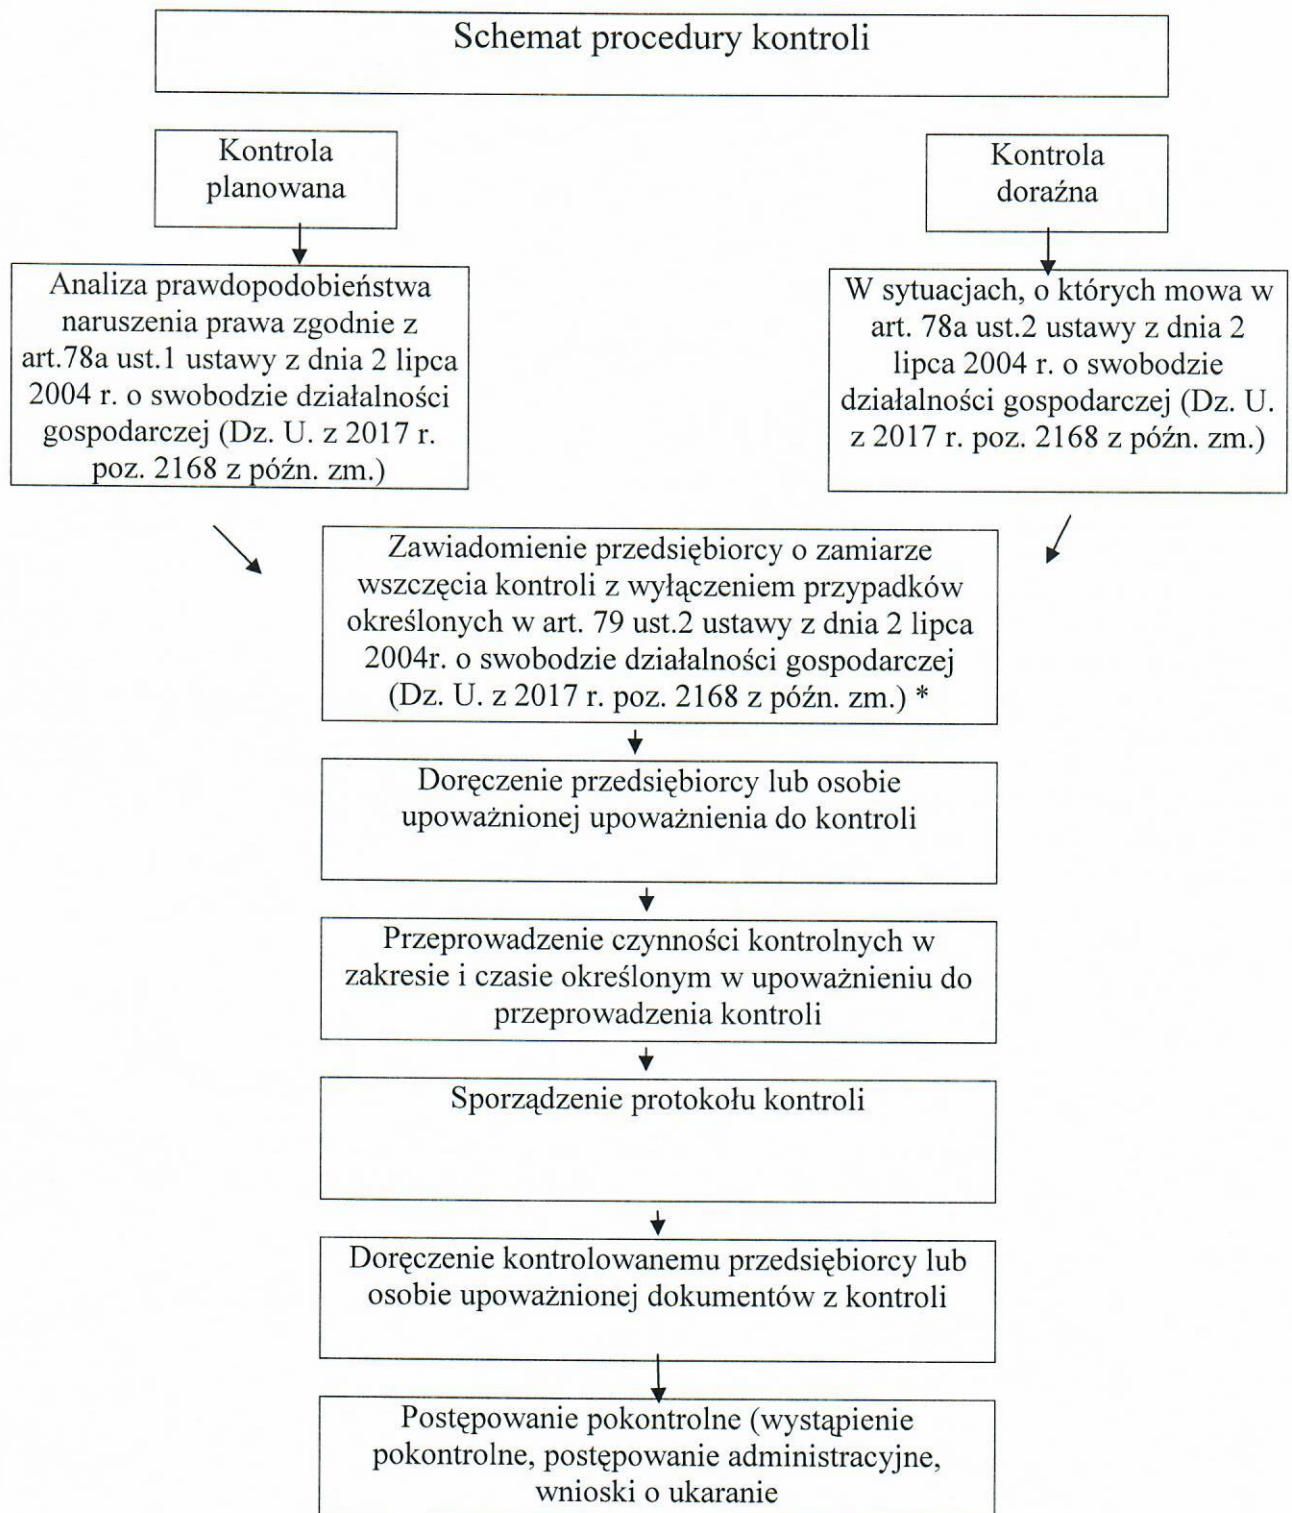 Schemat procedury kontroli
Kontrola
planowana
Kontrola
doraźna
Analiza prawdopodobieństwa
naruszenia prawa zgodnie z
art.78a ust.1 ustawy z dnia 2 lipca
2004 r. o swobodzie działalności
gospodarczej (Dz. U. z 2017 r.
poz. 2168 z późn. zm.)
W sytuacjach, o których mowa w
art. 78a ust.2 ustawy z dnia 2
lipca 2004 r. o swobodzie
działalności gospodarczej (Dz. U.
z 2017 r. poz. 2168 z późn. zm.)
Zawiadomienie przedsiębiorcy o zamiarze
wszczęcia kontroli z wyłączeniem przypadków
określonych w art. 79 ust.2 ustawy z dnia 2 lipca
2004r. o swobodzie działalności gospodarczej
(Dz. U. z 2017 r. poz. 2168 z późn. zm.) *
Doręczenie przedsiębiorcy lub osobie
upoważnionej upoważnienia do kontroli
Przeprowadzenie czynności kontrolnych w
zakresie i czasie określonym w upoważnieniu do
przeprowadzenia kontroli
Sporządzenie protokołu kontroli
Doręczenie kontrolowanemu przedsiębiorcy lub
osobie upoważnionej dokumentów z kontroli
Postępowanie pokontrolne (wystąpienie
pokontrolne, postępowanie administracyjne,
wnioski o ukaranie